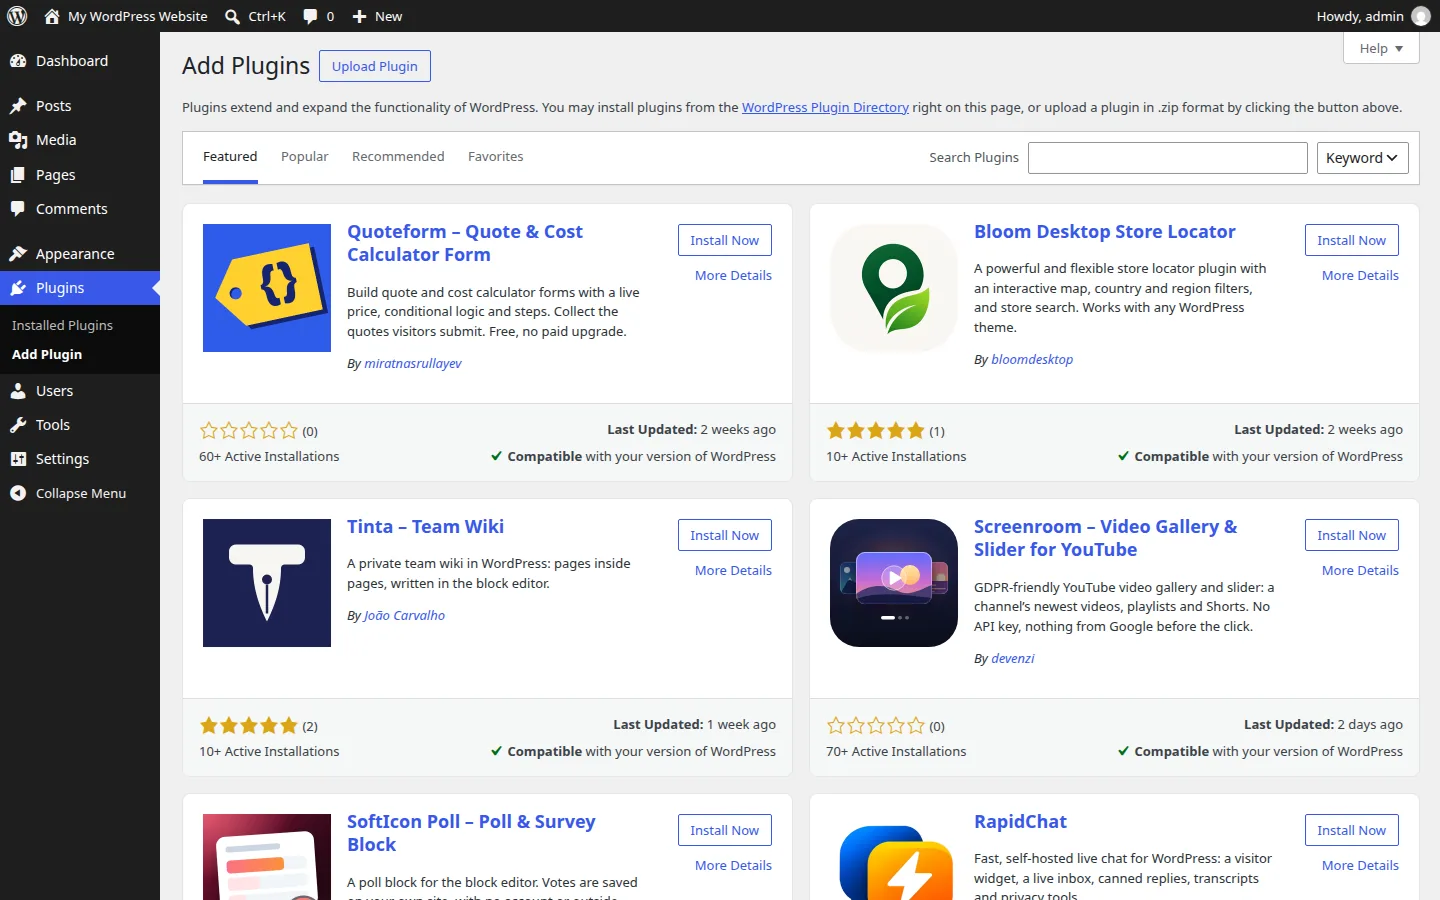 My WordPress Website
Ctrl+K
0
New
Howdy, admin
Dashboard
Posts
Media
Pages
Comments
Appearance
Plugins
Installed Plugins
Add Plugin
Users
Tools
Settings
Collapse Menu
Help
Add Plugins
Upload Plugin
Plugins extend and expand the functionality of WordPress. You may install plugins from the WordPress Plugin Directory right on this page, or upload a plugin in .zip format by clicking the button above.
Featured
Popular
Recommended
Favorites
Search Plugins
Keyword
Quoteform – Quote & Cost
Calculator Form
Install Now
More Details
Build quote and cost calculator forms with a live
price, conditional logic and steps. Collect the
quotes visitors submit. Free, no paid upgrade.
By miratnasrullayev
(0)
60+ Active Installations
Last Updated: 2 weeks ago
Compatible with your version of WordPress
Bloom Desktop Store Locator
Install Now
More Details
A powerful and flexible store locator plugin with
an interactive map, country and region filters,
and store search. Works with any WordPress
theme.
By bloomdesktop
(1)
10+ Active Installations
Last Updated: 2 weeks ago
Compatible with your version of WordPress
Tinta – Team Wiki
Install Now
More Details
A private team wiki in WordPress: pages inside
pages, written in the block editor.
By João Carvalho
(2)
10+ Active Installations
Last Updated: 1 week ago
Compatible with your version of WordPress
Screenroom – Video Gallery &
Slider for YouTube
Install Now
More Details
GDPR-friendly YouTube video gallery and slider: a
channel’s newest videos, playlists and Shorts. No
API key, nothing from Google before the click.
By devenzi
(0)
70+ Active Installations
Last Updated: 2 days ago
Compatible with your version of WordPress
SoftIcon Poll – Poll & Survey
Block
Install Now
More Details
A poll block for the block editor. Votes are saved
on your own site, with no account or outside
RapidChat
Install Now
More Details
Fast, self-hosted live chat for WordPress: a visitor
widget, a live inbox, canned replies, transcripts
and privacy tools.